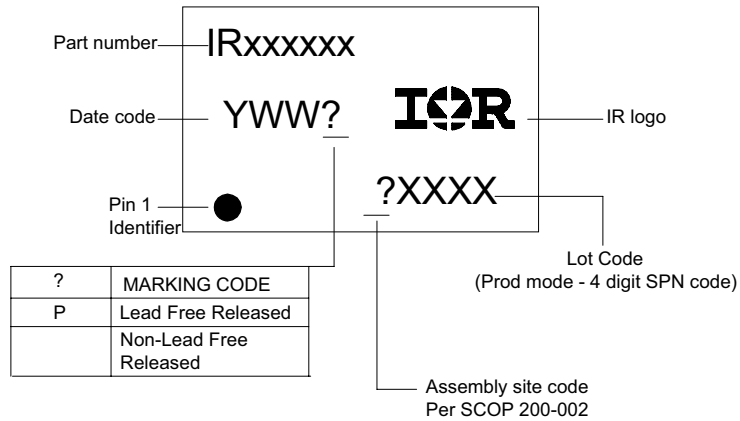 Part number
IRxxxxxx
Date code
YWW?
IOR
IR logo
Pin 1
Identifier
?XXXX
Lot Code
(Prod mode - 4 digit SPN code)
? MARKING CODE
P Lead Free Released
Non-Lead Free
Released
Assembly site code
Per SCOP 200-002